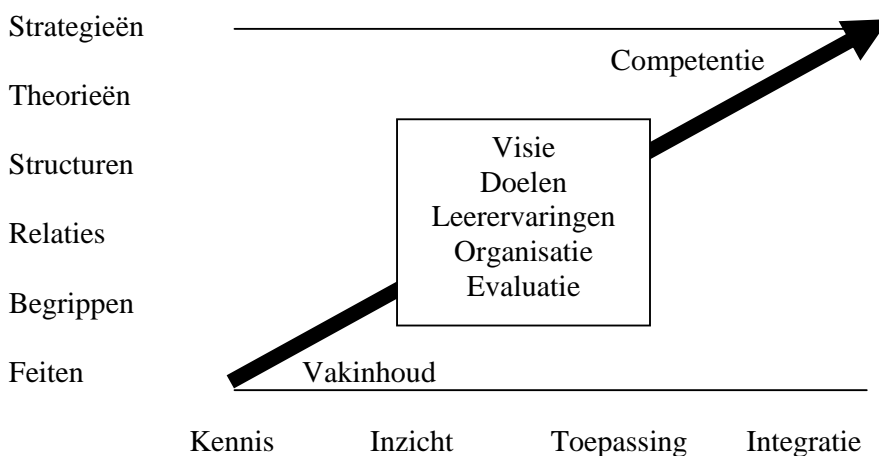 Strategieën
Competentie
Theorieën
Visie
Structuren
Doelen
Leerervaringen
Relaties
Organisatie
Evaluatie
Begrippen
Feiten Vakinhoud
Kennis Inzicht Toepassing Integratie